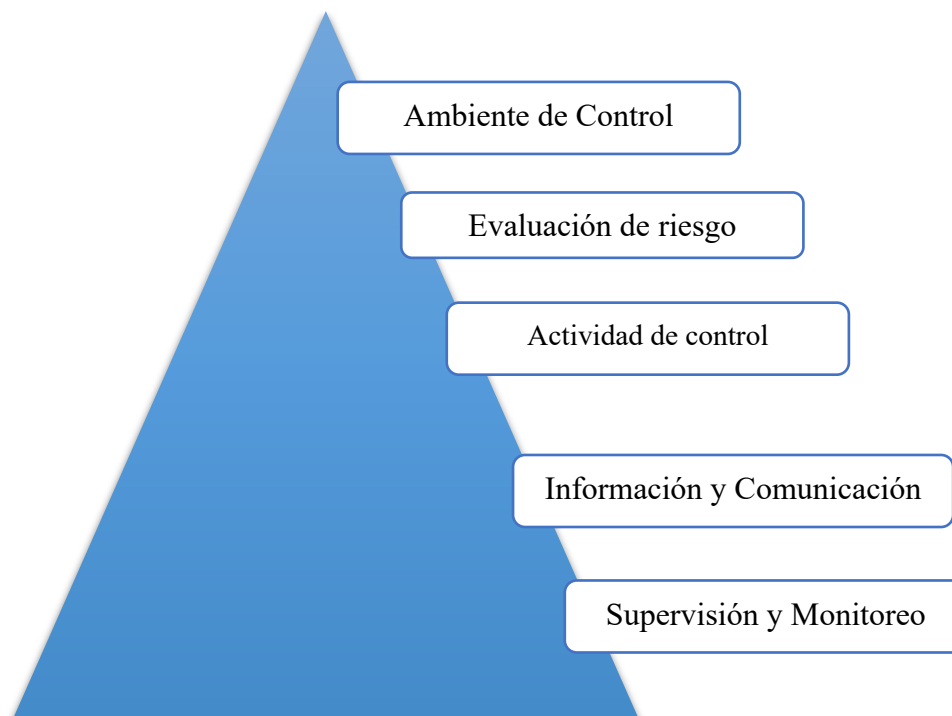 Ambiente de Control
Evaluación de riesgo
Actividad de control
Información y Comunicación
Supervisión y Monitoreo